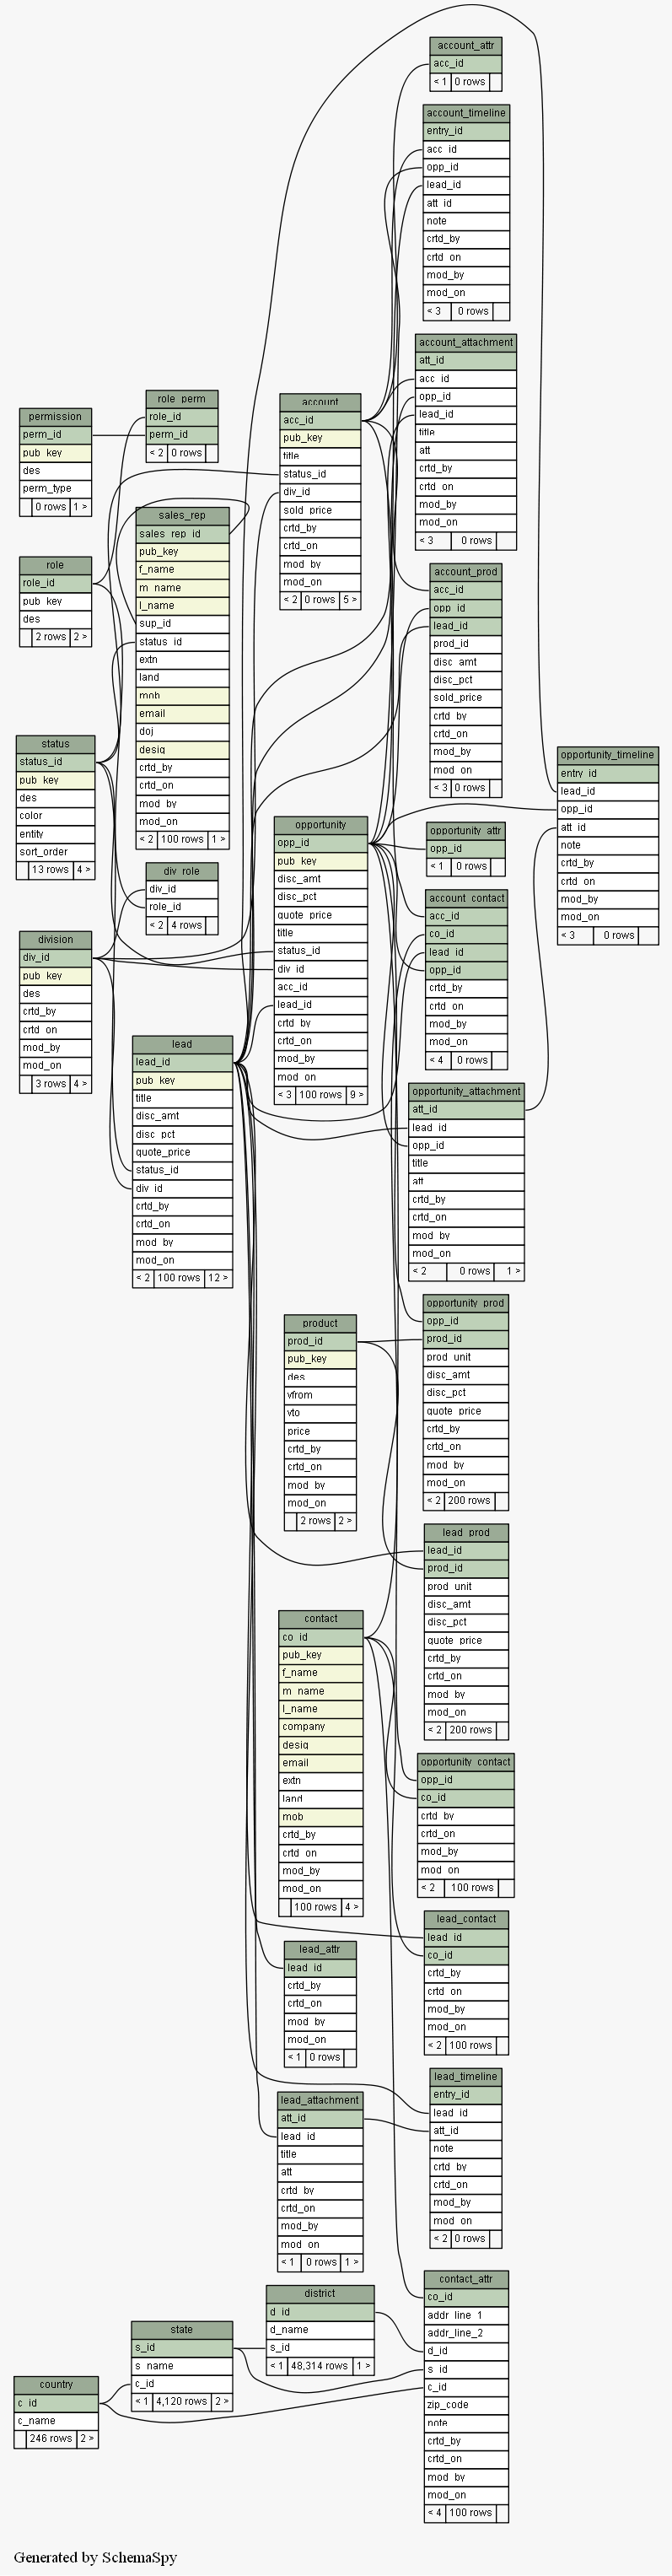 account_attr
acc_id
< 1 0 rows
account_timeline
entry_id
acc_id
opp_id
lead_id
att_id
note
crtd_by
crtd_on
mod_by
mod_on
< 3 0 rows
account_attachment
att_id
acc_id
opp_id
lead_id
title
att
crtd_by
crtd_on
mod_by
mod_on
< 3 0 rows
role_perm
role_id
perm_id
< 2 0 rows
permission
perm_id
pub_key
des
perm_type
0 rows 1 >
account
acc_id
pub_key
title
status_id
div_id
sold_price
crtd_by
crtd_on
mod_by
mod_on
< 2 0 rows 5 >
sales_rep
sales_rep_id
pub_key
f_name
m_name
l_name
sup_id
status_id
extn
land
mob
email
doj
desig
crtd_by
crtd_on
mod_by
mod_on
< 2 100 rows 1 >
role
role_id
pub_key
des
2 rows 2 >
account_prod
acc_id
opp_id
lead_id
prod_id
disc_amt
disc_pct
sold_price
crtd_by
crtd_on
mod_by
mod_on
< 3 0 rows
status
status_id
pub_key
des
color
entity
sort_order
13 rows 4 >
opportunity_timeline
entry_id
lead_id
opp_id
att_id
note
crtd_by
crtd_on
mod_by
mod_on
< 3 0 rows
opportunity
opp_id
pub_key
disc_amt
disc_pct
quote_price
title
status_id
div_id
acc_id
lead_id
crtd_by
crtd_on
mod_by
mod_on
< 3 100 rows 9 >
opportunity_attr
opp_id
< 1 0 rows
div_role
div_id
role_id
< 2 4 rows
account_contact
acc_id
co_id
lead_id
opp_id
crtd_by
crtd_on
mod_by
mod_on
< 4 0 rows
division
div_id
pub_key
des
crtd_by
crtd_on
mod_by
mod_on
3 rows 4 >
lead
lead_id
pub_key
title
disc_amt
disc_pct
quote_price
status_id
div_id
crtd_by
crtd_on
mod_by
mod_on
< 2 100 rows 12 >
opportunity_attachment
att_id
lead_id
opp_id
title
att
crtd_by
crtd_on
mod_by
mod_on
< 2 0 rows 1 >
opportunity_prod
opp_id
prod_id
prod_unit
disc_amt
disc_pct
quote_price
crtd_by
crtd_on
mod_by
mod_on
< 2 200 rows
product
prod_id
pub_key
des
vfrom
vto
price
crtd_by
crtd_on
mod_by
mod_on
2 rows 2 >
lead_prod
lead_id
prod_id
prod_unit
disc_amt
disc_pct
quote_price
crtd_by
crtd_on
mod_by
mod_on
< 2 200 rows
contact
co_id
pub_key
f_name
m_name
l_name
company
desig
email
extn
land
mob
crtd_by
crtd_on
mod_by
mod_on
100 rows 4 >
opportunity_contact
opp_id
co_id
crtd_by
crtd_on
mod_by
mod_on
< 2 100 rows
lead_contact
lead_id
co_id
crtd_by
crtd_on
mod_by
mod_on
< 2 100 rows
lead_attr
lead_id
crtd_by
crtd_on
mod_by
mod_on
< 1 0 rows
lead_timeline
entry_id
lead_id
att_id
note
crtd_by
crtd_on
mod_by
mod_on
< 2 0 rows
lead_attachment
att_id
lead_id
title
att
crtd_by
crtd_on
mod_by
mod_on
< 1 0 rows 1 >
contact_attr
co_id
addr_line_1
addr_line_2
d_id
s_id
c_id
zip_code
note
crtd_by
crtd_on
mod_by
mod_on
< 4 100 rows
district
d_id
d_name
s_id
< 1 48,314 rows 1 >
state
s_id
s_name
c_id
< 1 4,120 rows 2 >
country
c_id
c_name
246 rows 2 >
Generated by SchemaSpy